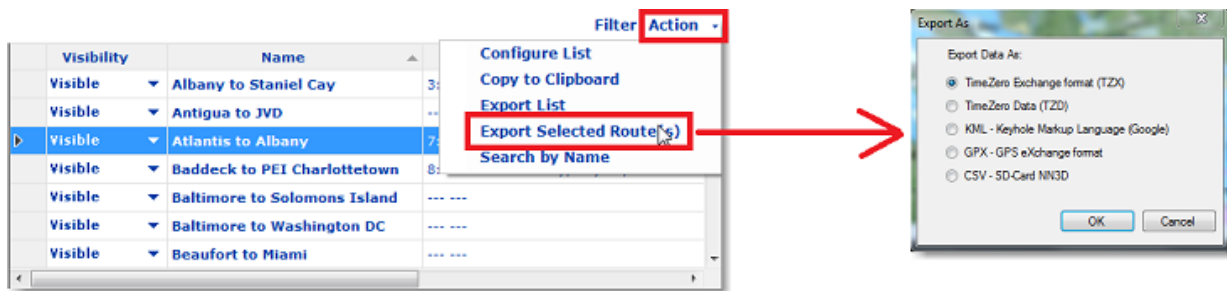 Filter Action
Visibility Name
Visible Albany to Staniel Cay 3:
Visible Antigua to JVD --
Visible Atlantis to Albany 7:
Visible Baddeck to PEI Charlottetown 8:
Visible Baltimore to Solomons Island --- ---
Visible Baltimore to Washington DC --- ---
Visible Beaufort to Miami --- ---
Configure List
Copy to Clipboard
Export List
Export Selected Route(s)
Search by Name
Export As
Export Data As:
TimeZero Exchange format (TZX)
TimeZero Data (TZD)
KML - Keyhole Markup Language (Google)
GPX - GPS eXchange format
CSV - SD-Card NN3D
OK Cancel